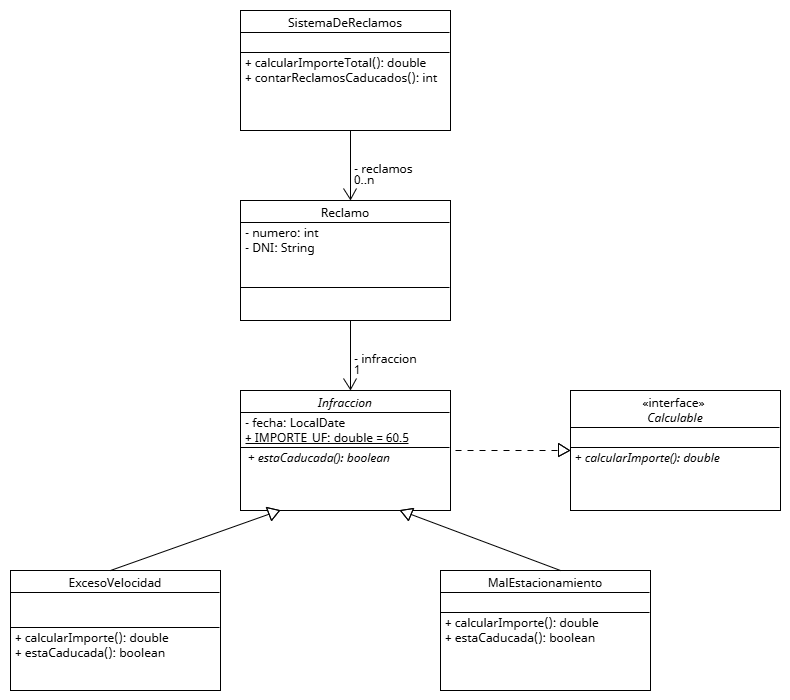 SistemaDeReclamos
+ calcularImporteTotal(): double
+ contarReclamosCaducados(): int
- reclamos
0..n
Reclamo
- numero: int
- DNI: String
- infraccion
1
Infraccion
- fecha: LocalDate
+ IMPORTE_UF: double = 60.5
+ estaCaducada(): boolean
«interface»
Calculable
+ calcularImporte(): double
ExcesoVelocidad
+ calcularImporte(): double
+ estaCaducada(): boolean
MalEstacionamiento
+ calcularImporte(): double
+ estaCaducada(): boolean